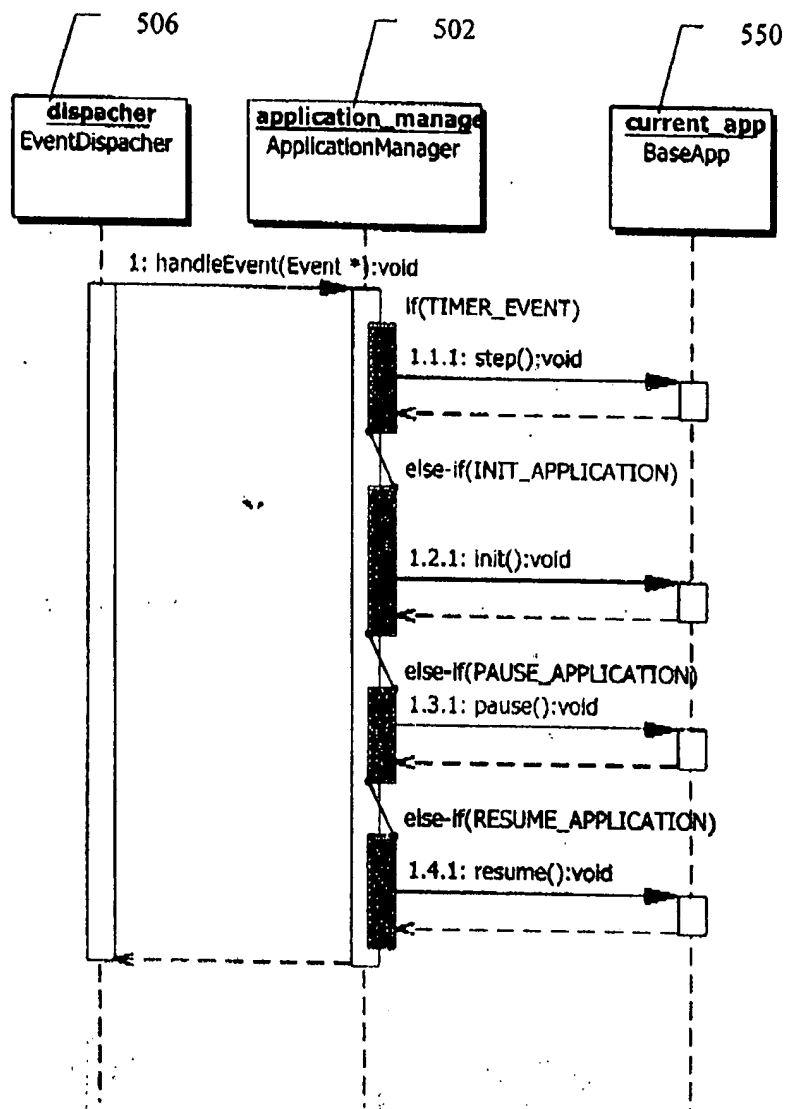 506
502
550
dispacher
EventDispacher
application_manage
ApplicationManager
current_app
BaseApp
1: handleEvent(Event *):void
if(TIMER_EVENT)
1.1.1: step():void
else-if(INIT_APPLICATION)
1.2.1: init():void
else-if(PAUSE_APPLICATION)
1.3.1: pause():void
else-if(RESUME_APPLICATION)
1.4.1: resume():void